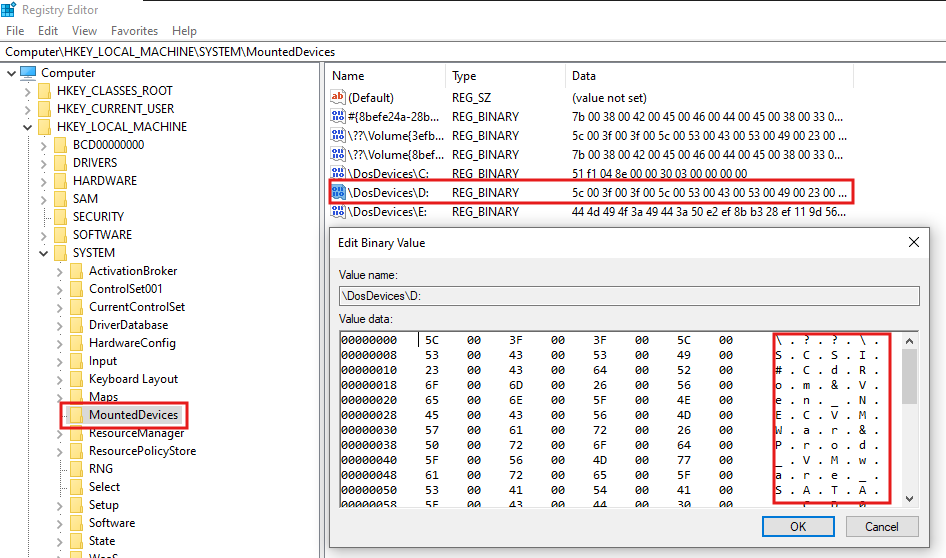 Registry Editor
File Edit View Favorites Help
Computer\HKEY_LOCAL_MACHINE\SYSTEM\MountedDevices
Computer
HKEY_CLASSES_ROOT
HKEY_CURRENT_USER
HKEY_LOCAL_MACHINE
BCD00000000
DRIVERS
HARDWARE
SAM
SECURITY
SOFTWARE
SYSTEM
ActivationBroker
ControlSet001
CurrentControlSet
DriverDatabase
HardwareConfig
Input
Keyboard Layout
Maps
MountedDevices
ResourceManager
ResourcePolicyStore
RNG
Select
Setup
Software
State
WaaS
Name Type Data
(Default) REG_SZ (value not set)
#{8befe24a-28b... REG_BINARY 7b 00 38 00 42 00 45 00 46 00 44 00 45 00 38 00 33 0...
\??\Volume{3efb... REG_BINARY 5c 00 3f 00 3f 00 5c 00 53 00 43 00 53 00 49 00 23 00 ...
\??\Volume{8bef... REG_BINARY 7b 00 38 00 42 00 45 00 46 00 44 00 45 00 38 00 33 0...
\DosDevices\C: REG_BINARY 51 f1 04 8e 00 00 30 03 00 00 00 00
\DosDevices\D: REG_BINARY 5c 00 3f 00 3f 00 5c 00 53 00 43 00 53 00 49 00 23 00 ...
\DosDevices\E: REG_BINARY 44 4d 49 4f 3a 49 44 3a 50 e2 ef 8b b3 28 ef 11 9d 56...
Edit Binary Value
Value name:
\DosDevices\D:
Value data:
00000000 5C 00 3F 00 3F 00 5C 00 \ . ? . ? . \ .
00000008 53 00 43 00 53 00 49 00 S . C . S . I .
00000010 23 00 43 00 64 00 52 00 # . C . d . R .
00000018 6F 00 6D 00 26 00 56 00 o . m . & . V .
00000020 65 00 6E 00 5F 00 4E 00 e . n . _ . N .
00000028 45 00 43 00 56 00 4D 00 E . C . V . M .
00000030 57 00 61 00 72 00 26 00 W . a . r . & .
00000038 50 00 72 00 6F 00 64 00 P . r . o . d .
00000040 5F 00 56 00 4D 00 77 00 _ . V . M . w .
00000048 61 00 72 00 65 00 5F 00 a . r . e . _ .
00000050 53 00 41 00 54 00 41 00 S . A . T . A .
00000058 5F 00 43 00 44 00 30 00 _ . C . D . 0 .
OK Cancel